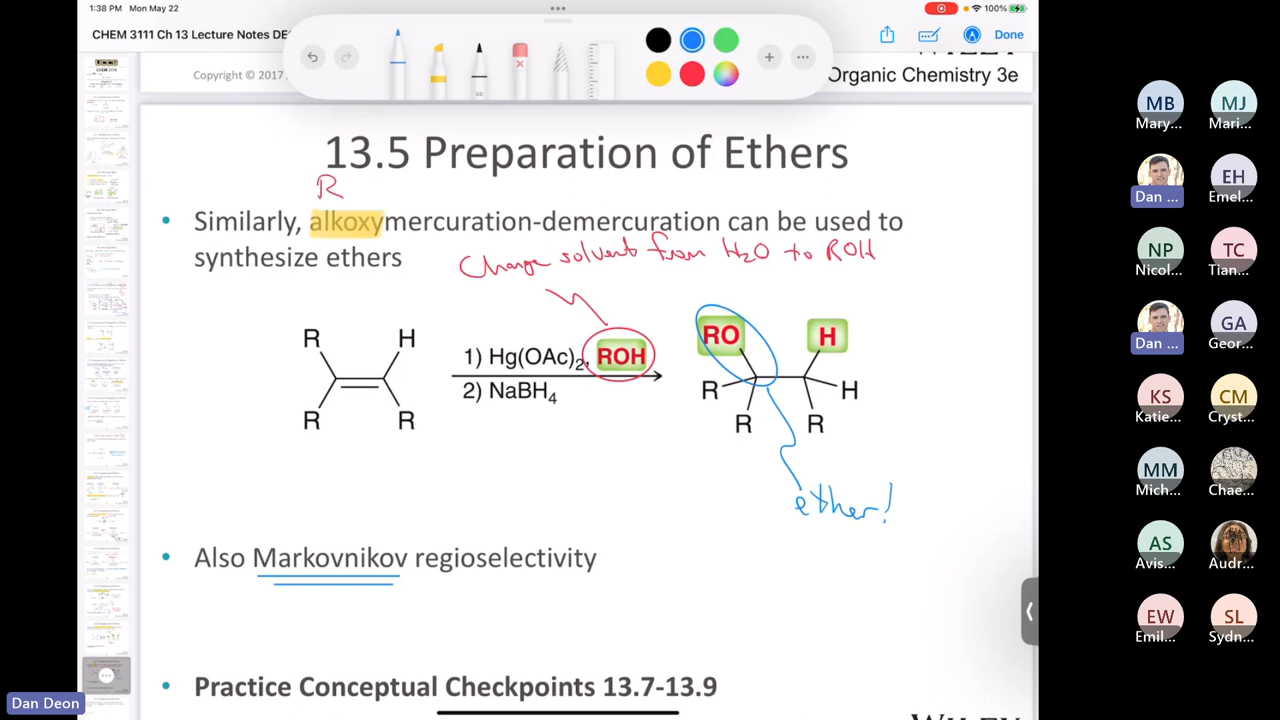 1:38 PM Mon May 22
100%
CHEM 3111 Ch 13 Lecture Notes DE
Copyright © 2017
Organic Chemistry 3e
13.5 Preparation of Ethers
R
• Similarly, alkoxymercuration-demercuration can be used to
synthesize ethers
Change solvent from H2O to ROH
R H
1) Hg(OAc)2, ROH
2) NaBH4
R R
RO H
R H
R R
ether!
• Also Markovnikov regioselectivity
• Practice Conceptual Checkpoints 13.7-13.9
Done
MB
Mary...
MJ
Mari...
Dan ...
EH
Emel...
NP
Nicol...
TC
Tian...
Dan ...
GA
Geor...
KS
Katie...
CM
Cryst...
MM
Mich...
Chae...
AS
Avis...
Audr...
EW
Emil...
SL
Sydn...
Dan Deon